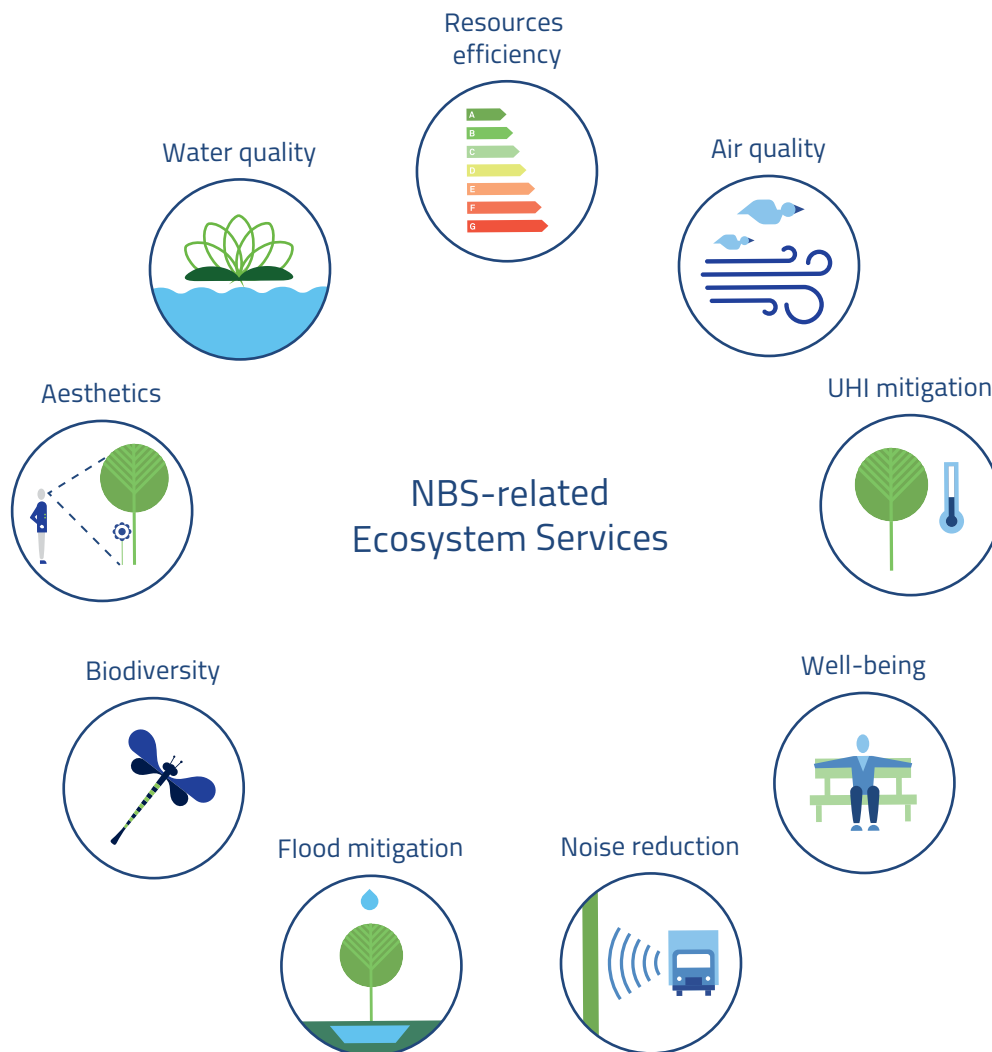 Resources
efficiency
A
B
C
D
E
F
G
Water quality
Air quality
Aesthetics
UHI mitigation
NBS-related
Ecosystem Services
Biodiversity
Well-being
Flood mitigation
Noise reduction